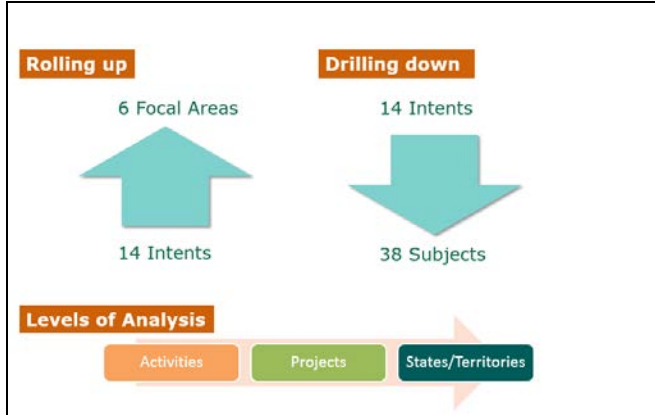 Rolling up
6 Focal Areas
14 Intents
Drilling down
14 Intents
38 Subjects
Levels of Analysis
Activities
Projects
States/Territories